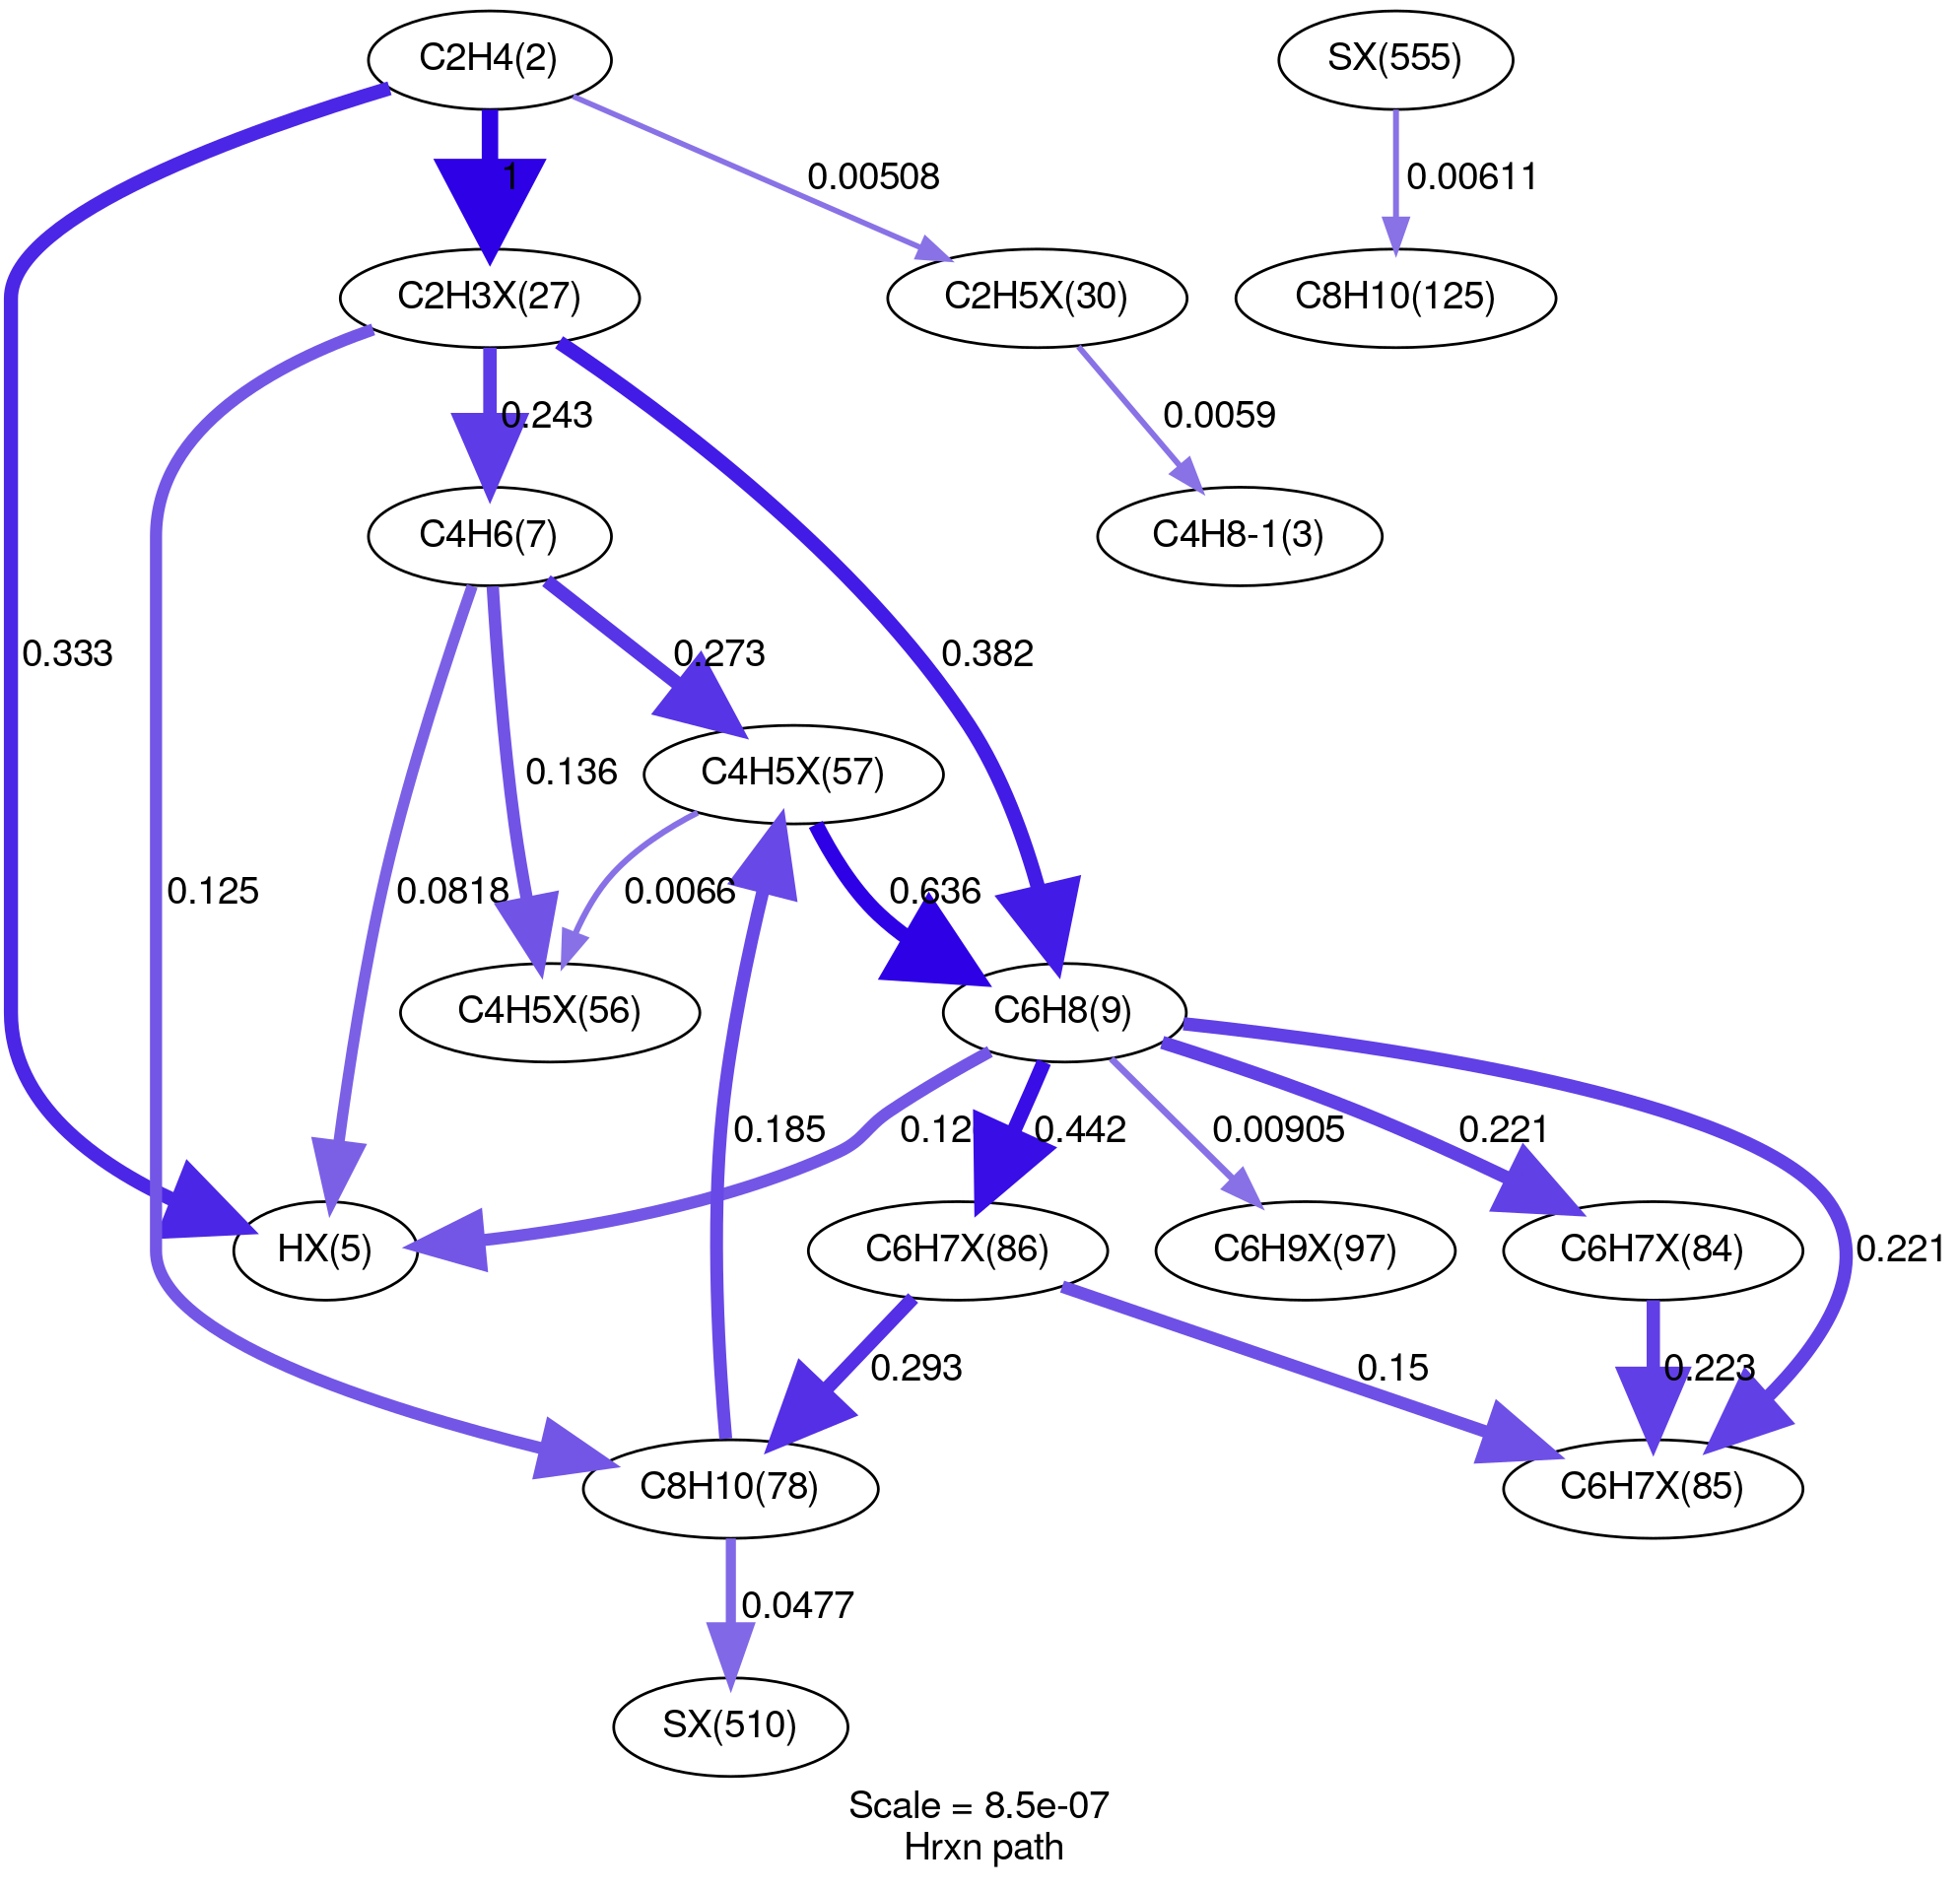 C2H4(2)
SX(555)
1
0.00508
0.00611
C2H3X(27)
C2H5X(30)
C8H10(125)
0.243
0.0059
C4H6(7)
C4H8-1(3)
0.333
0.273
0.382
C4H5X(57)
0.136
0.125
0.0818
0.0066
0.636
C4H5X(56)
C6H8(9)
0.185
0.12
0.442
0.00905
0.221
HX(5)
C6H7X(86)
C6H9X(97)
C6H7X(84)
0.221
0.293
0.15
0.223
C8H10(78)
C6H7X(85)
0.0477
SX(510)
Scale = 8.5e-07
Hrxn path